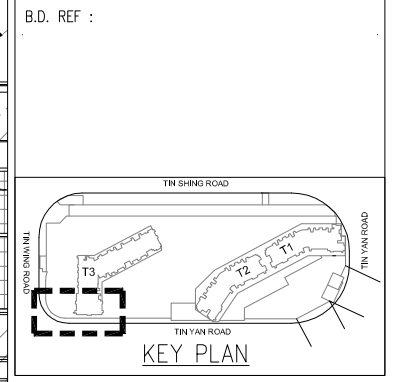 B.D. REF :
TIN SHING ROAD
TIN WING ROAD
T3
T2
T1
TIN YAN ROAD
TIN YAN ROAD
KEY PLAN